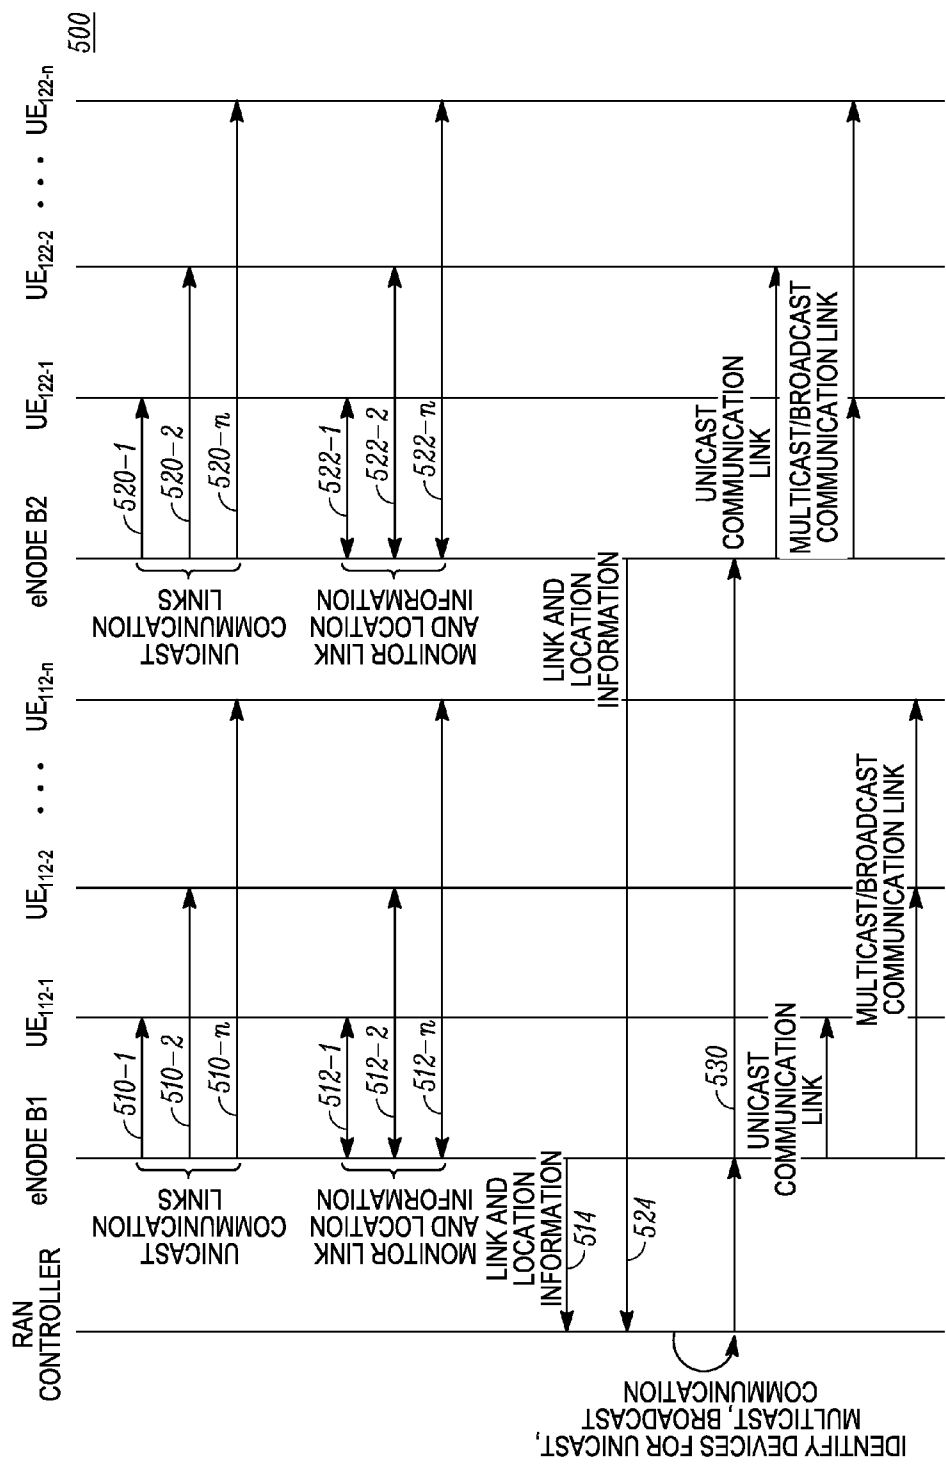 500
RAN
CONTROLLER
eNODE B1
UE112-1
UE112-2
• • •
UE112-n
eNODE B2
UE122-1
UE122-2
• • •
UE122-n
UNICAST
COMMUNICATION
LINKS
510-1
510-2
510-n
UNICAST
COMMUNICATION
LINKS
520-1
520-2
520-n
MONITOR LINK
AND LOCATION
INFORMATION
512-1
512-2
512-n
MONITOR LINK
AND LOCATION
INFORMATION
522-1
522-2
522-n
LINK AND
LOCATION
INFORMATION
514
LINK AND
LOCATION
INFORMATION
524
IDENTIFY DEVICES FOR UNICAST,
MULTICAST, BROADCAST
COMMUNICATION
530
UNICAST
COMMUNICATION
LINK
MULTICAST/BROADCAST
COMMUNICATION LINK
UNICAST
COMMUNICATION
LINK
MULTICAST/BROADCAST
COMMUNICATION LINK